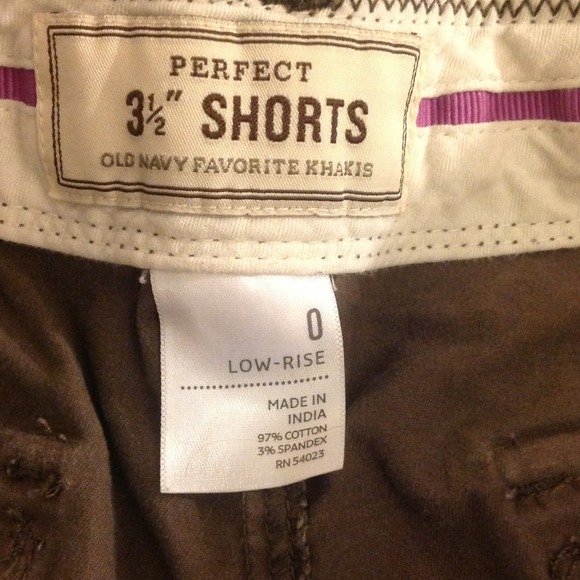 PERFECT
3½" SHORTS
OLD NAVY FAVORITE KHAKIS
0
LOW-RISE
MADE IN
INDIA
97% COTTON
3% SPANDEX
RN 54023